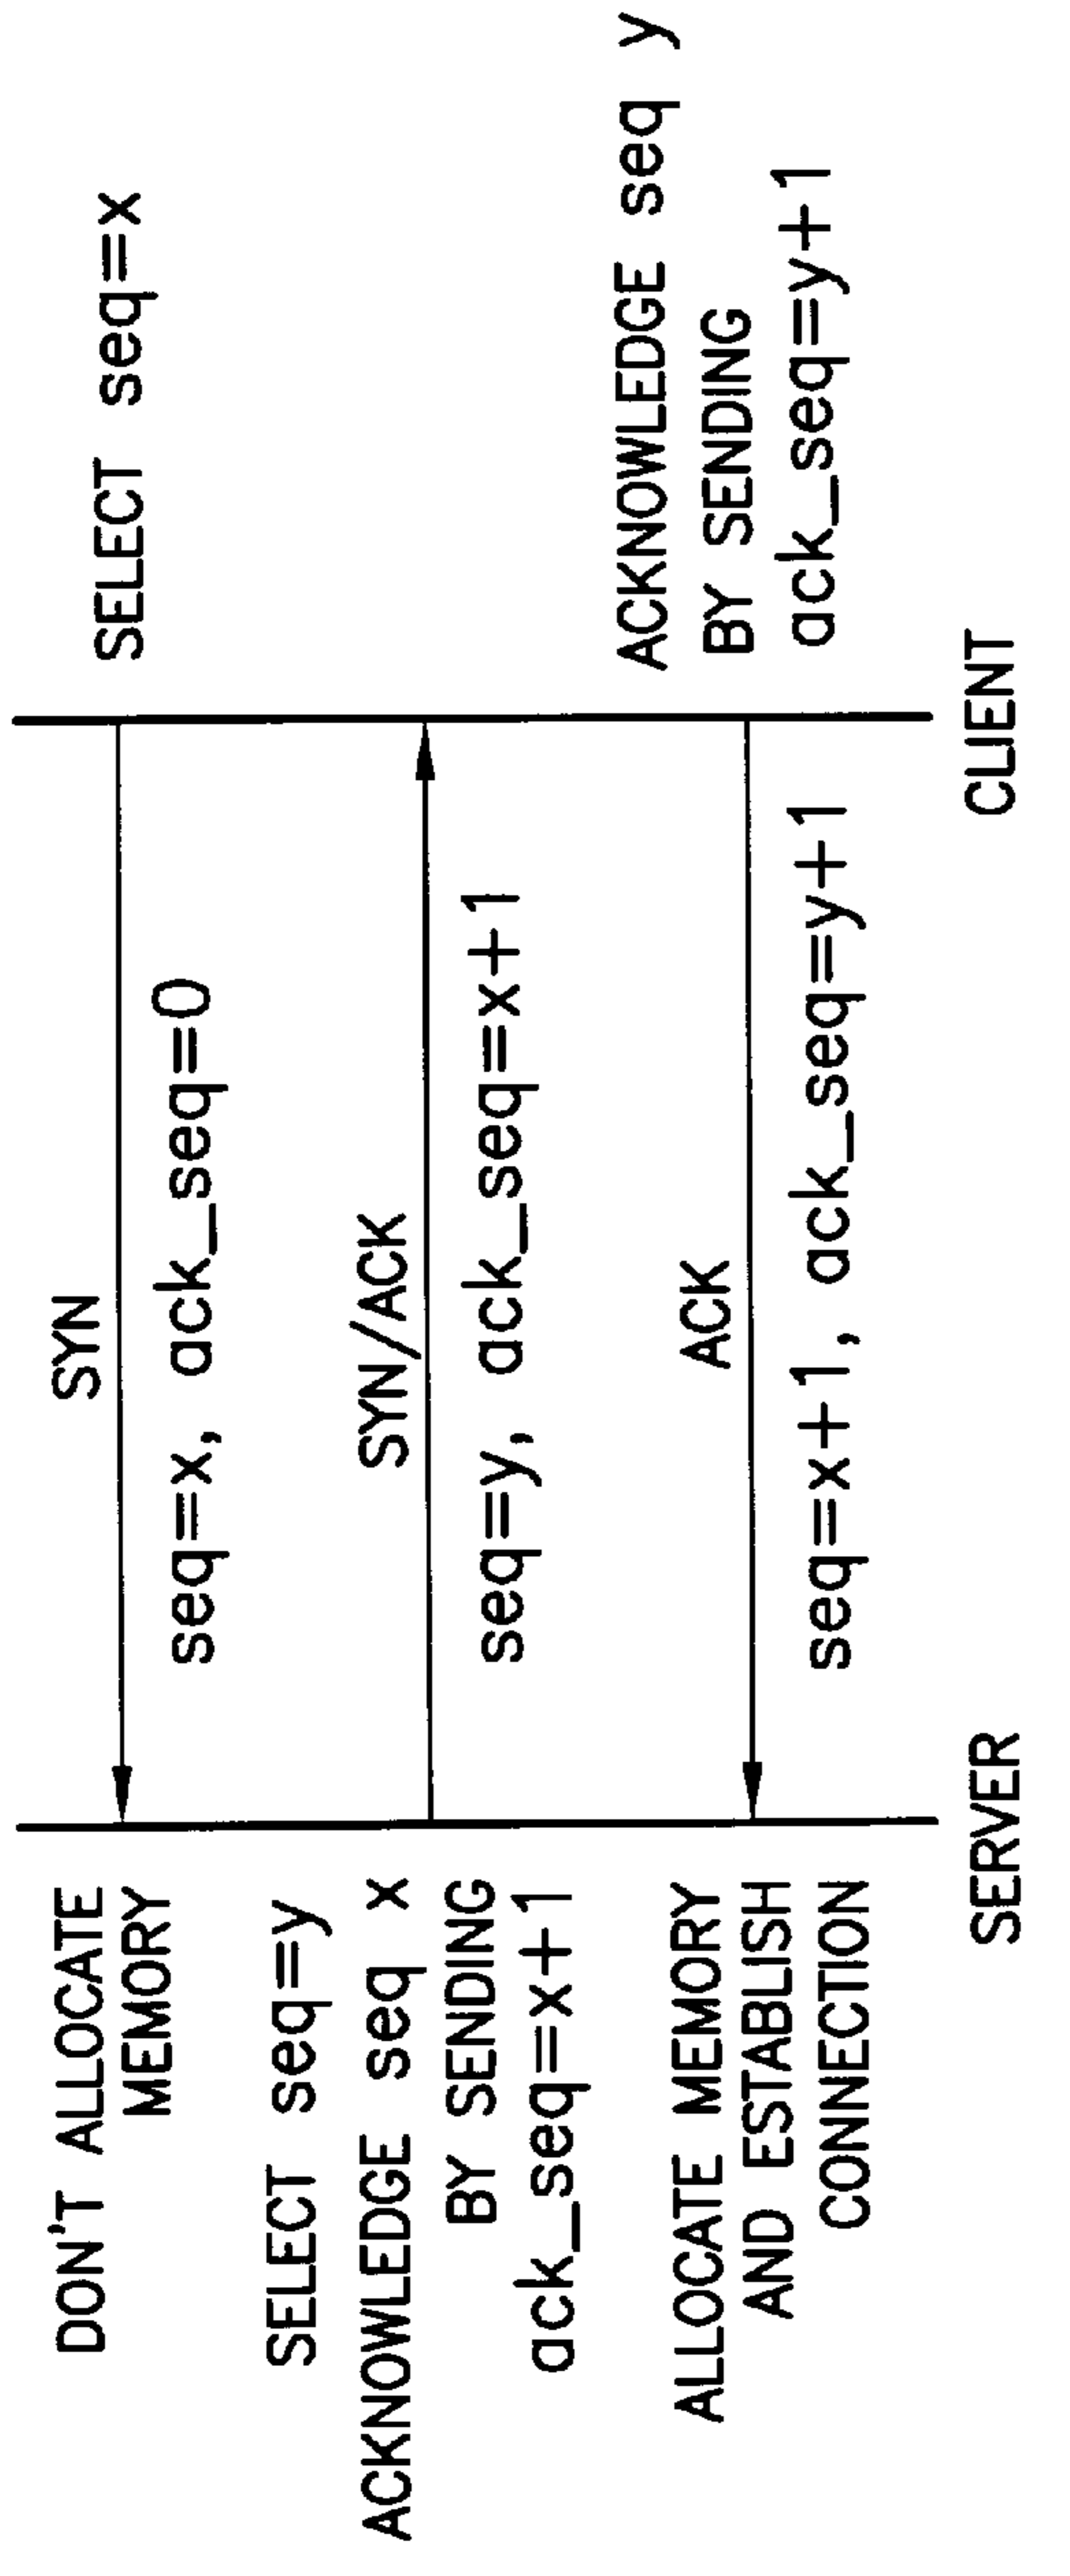 DON'T ALLOCATE
MEMORY
SYN
SELECT seq=x
seq=x, ack_seq=0
SELECT seq=y
ACKNOWLEDGE seq x
BY SENDING
ack_seq=x+1
SYN/ACK
seq=y, ack_seq=x+1
ALLOCATE MEMORY
AND ESTABLISH
CONNECTION
ACK
seq=x+1, ack_seq=y+1
ACKNOWLEDGE seq y
BY SENDING
ack_seq=y+1
SERVER
CLIENT